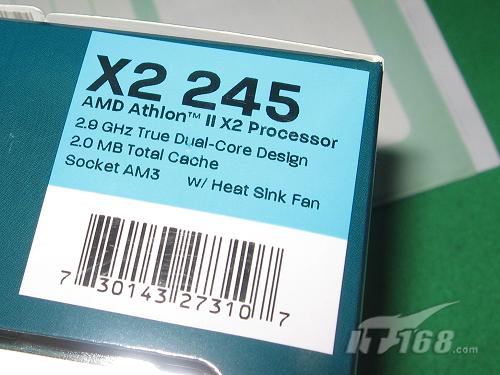 X2 245
AMD Athlon™ II X2 Processor
2.9 GHz True Dual-Core Design
2.0 MB Total Cache
Socket AM3 w/ Heat Sink Fan
7 30143 27310 7
IT168.com